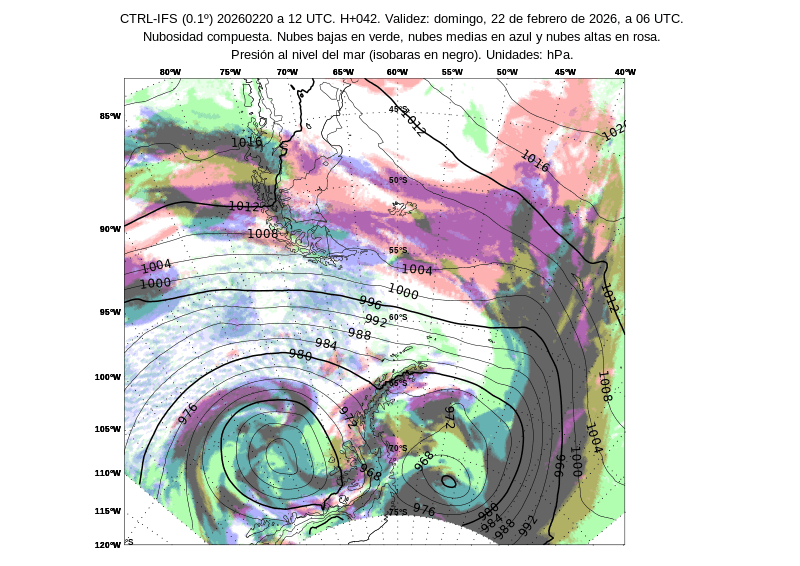 CTRL-IFS (0.1º) 20260220 a 12 UTC. H+042. Validez: domingo, 22 de febrero de 2026, a 06 UTC.
Nubosidad compuesta. Nubes bajas en verde, nubes medias en azul y nubes altas en rosa.
Presión al nivel del mar (isobaras en negro). Unidades: hPa.
80°W 75°W 70°W 65°W 60°W 55°W 50°W 45°W 40°W
85°W
45°S
1012
1020
1016
1016
50°S
1012
90°W
1008
55°S
1004
1004
1000
1000
1012
996
95°W
60°S
992
988
984
980
100°W
65°S
1008
976
972
972
105°W
1004
70°S
968
968
996
1000
110°W
976
980
984
988
992
115°W
75°S
120°W
°S